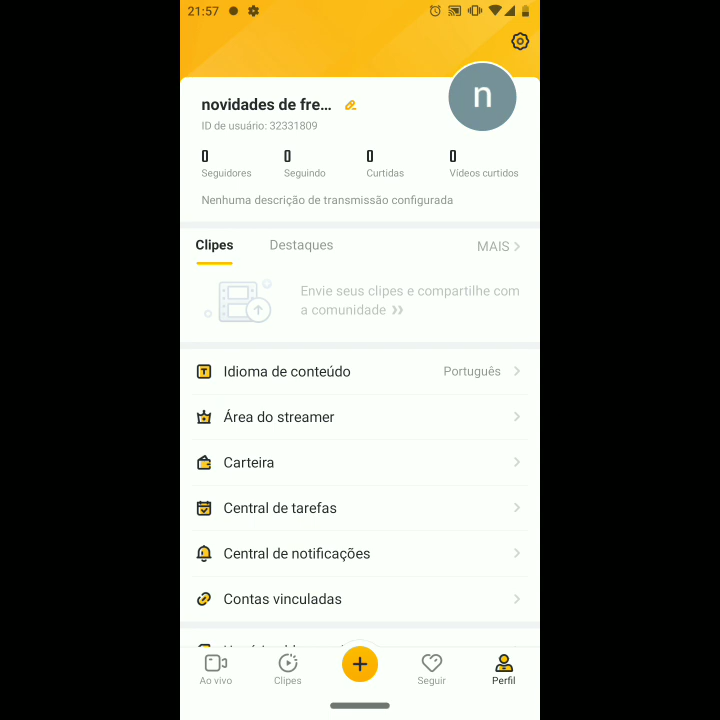 21:57
novidades de fre...
n
ID de usuário: 32331809
0 0 0 0
Seguidores Seguindo Curtidas Vídeos curtidos
Nenhuma descrição de transmissão configurada
Clipes Destaques MAIS
Envie seus clipes e compartilhe com
a comunidade
Idioma de conteúdo Português
Área do streamer
Carteira
Central de tarefas
Central de notificações
Contas vinculadas
Ao vivo Clipes Seguir Perfil